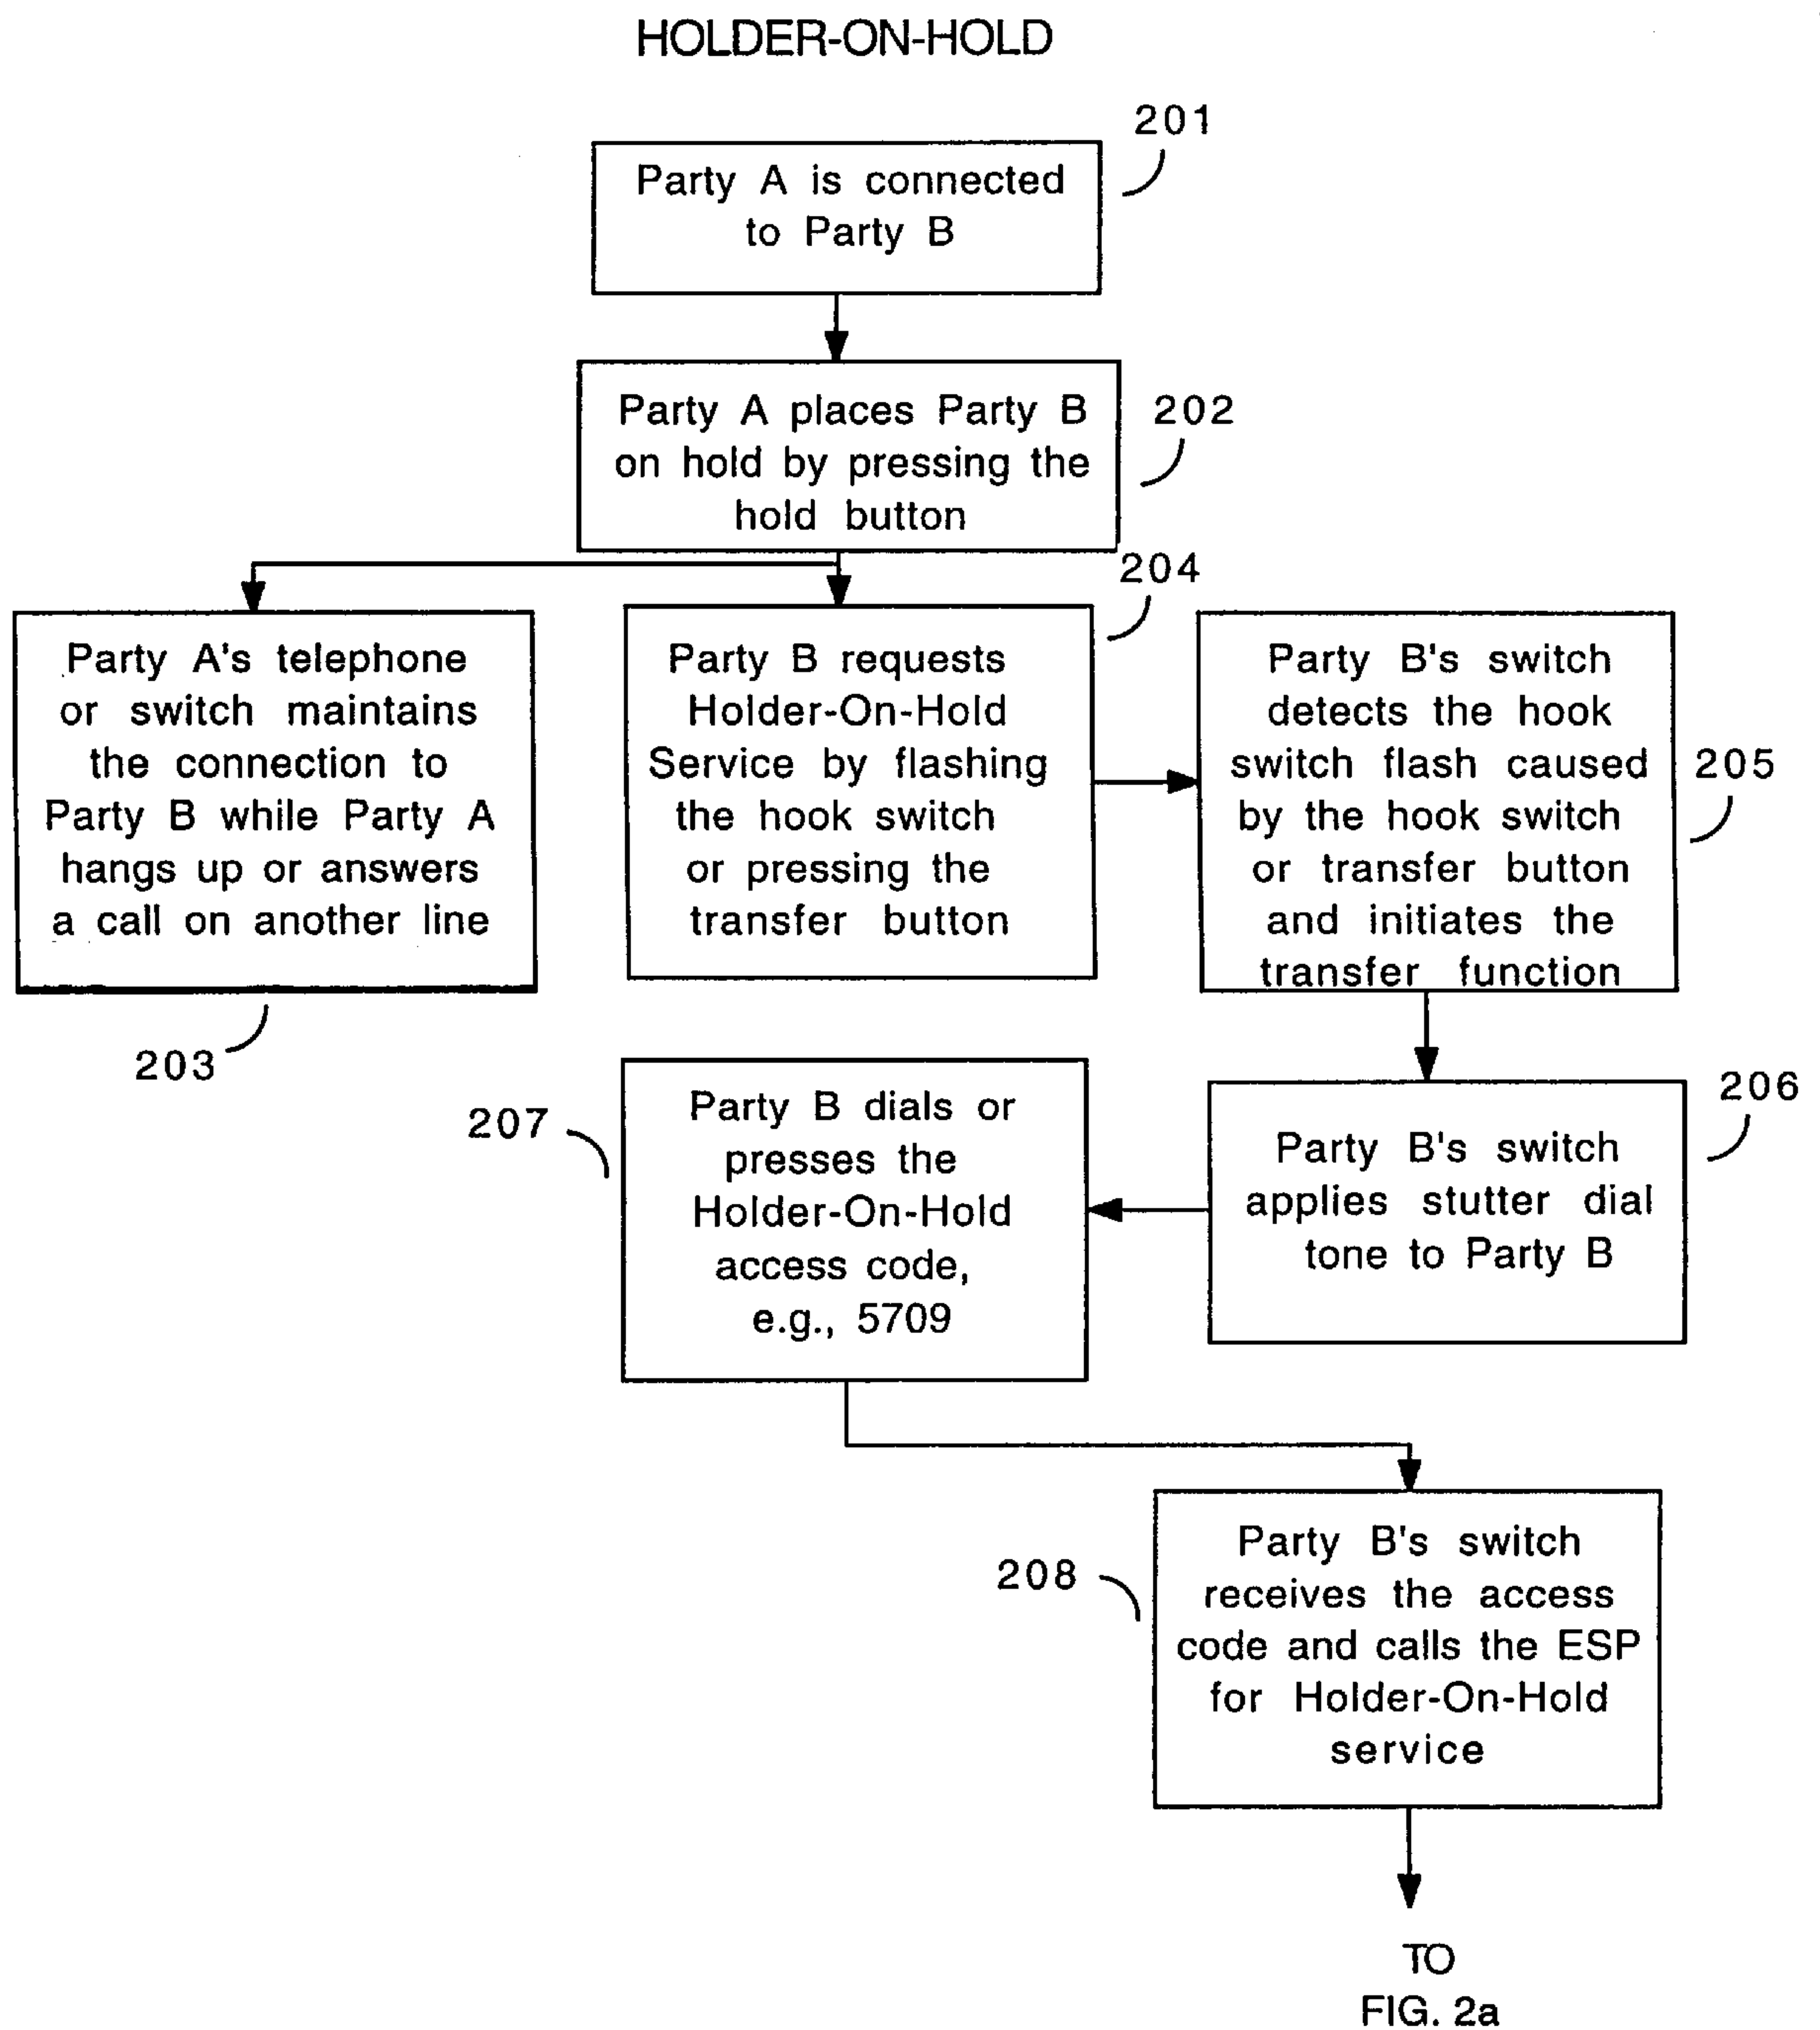 HOLDER-ON-HOLD
201
Party A is connected
to Party B
202
Party A places Party B
on hold by pressing the
hold button
203
Party A's telephone
or switch maintains
the connection to
Party B while Party A
hangs up or answers
a call on another line
204
Party B requests
Holder-On-Hold
Service by flashing
the hook switch
or pressing the
transfer button
205
Party B's switch
detects the hook
switch flash caused
by the hook switch
or transfer button
and initiates the
transfer function
206
Party B's switch
applies stutter dial
tone to Party B
207
Party B dials or
presses the
Holder-On-Hold
access code,
e.g., 5709
208
Party B's switch
receives the access
code and calls the ESP
for Holder-On-Hold
service
TO
FIG. 2a